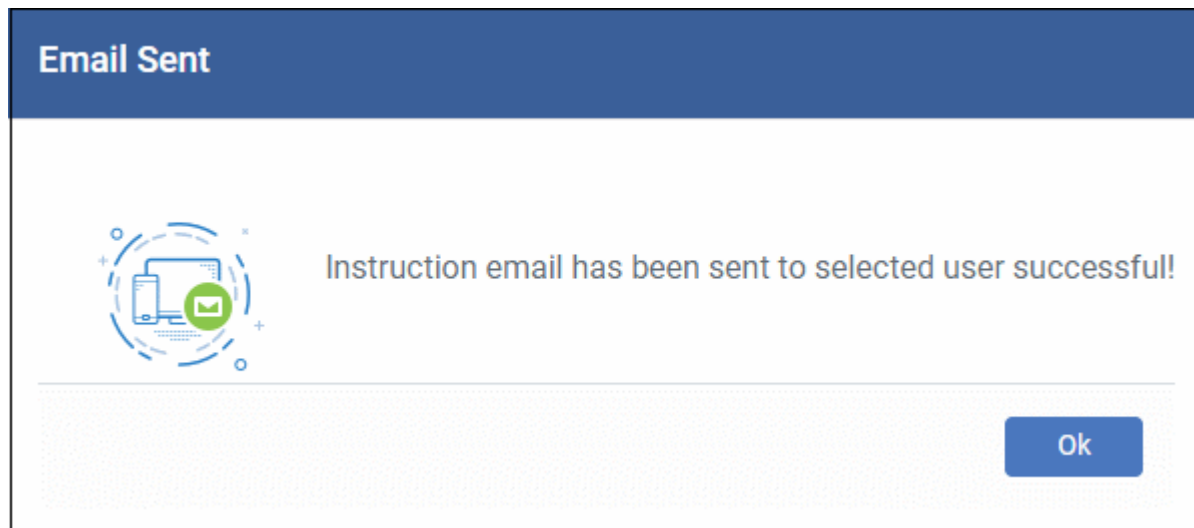 Email Sent
Instruction email has been sent to selected user successful!
Ok